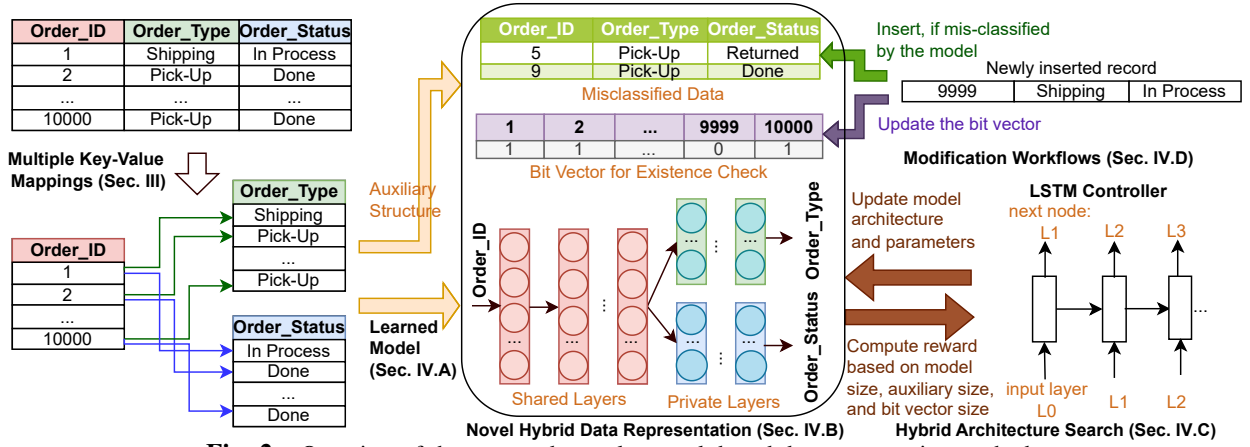 Order_ID Order_Type Order_Status
1 Shipping In Process
2 Pick-Up Done
... ... ...
10000 Pick-Up Done
Multiple Key-Value
Mappings (Sec. III)
Order_ID
1
2
...
10000
Order_Type
Shipping
Pick-Up
...
Pick-Up
Order_Status
In Process
Done
...
Done
Auxiliary
Structure
Learned
Model
(Sec. IV.A)
Order_ID Order_Type Order_Status
5 Pick-Up Returned
9 Pick-Up Done
Misclassified Data
1 2 ... 9999 10000
1 1 ... 0 1
Bit Vector for Existence Check
Order_ID
...
...
...
...
...
...
...
...
...
...
Order_Type
Order_Status
Shared Layers
Private Layers
Novel Hybrid Data Representation (Sec. IV.B)
Insert, if mis-classified
by the model
Newly inserted record
9999 Shipping In Process
Update the bit vector
Modification Workflows (Sec. IV.D)
Update model
architecture
and parameters
Compute reward
based on model
size, auxiliary size,
and bit vector size
LSTM Controller
next node:
L1 L2 L3
...
input layer
L0 L1 L2
Hybrid Architecture Search (Sec. IV.C)